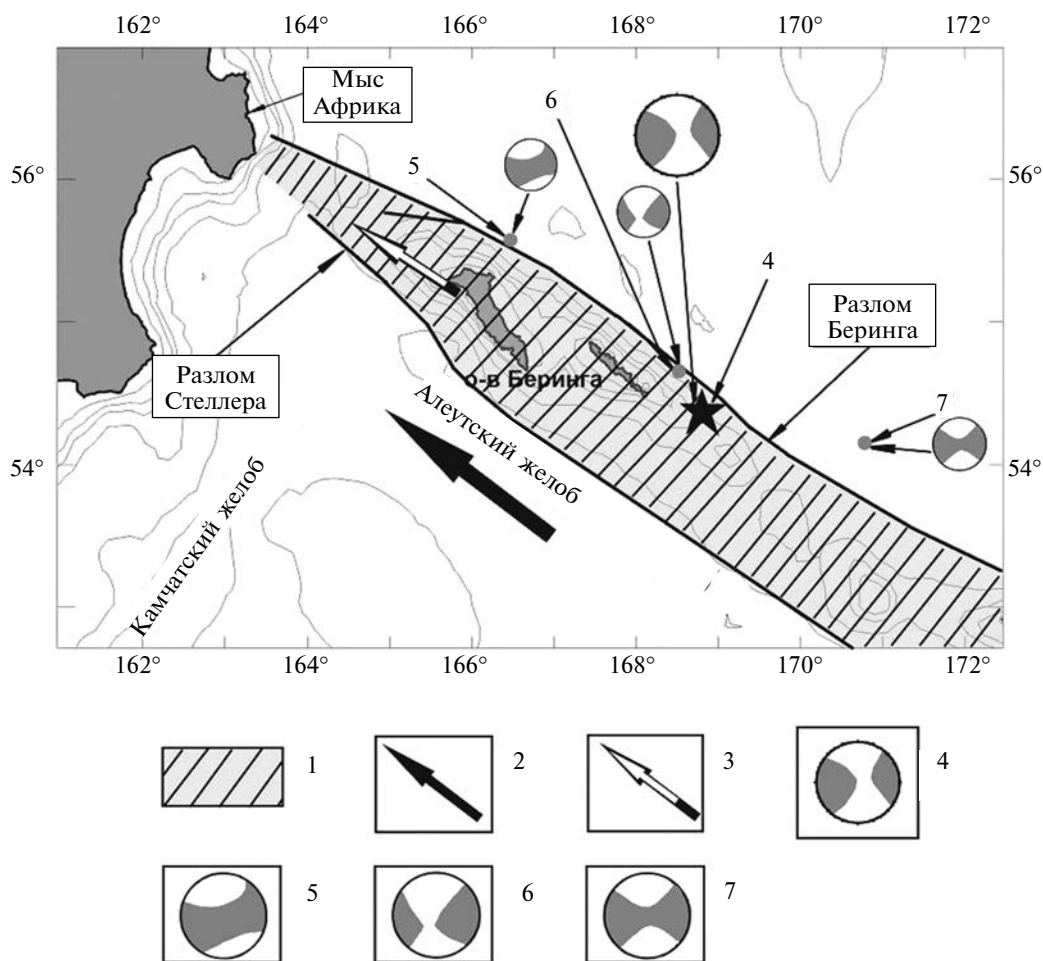 162° 164° 166° 168° 170° 172°
Мыс
Африка
6
5
56° 56°
4
Разлом
Беринга
о-в Беринга
Разлом
Стеллера
Алеутский желоб
7
54° 54°
Камчатский желоб
162° 164° 166° 168° 170° 172°
1 2 3 4
5 6 7